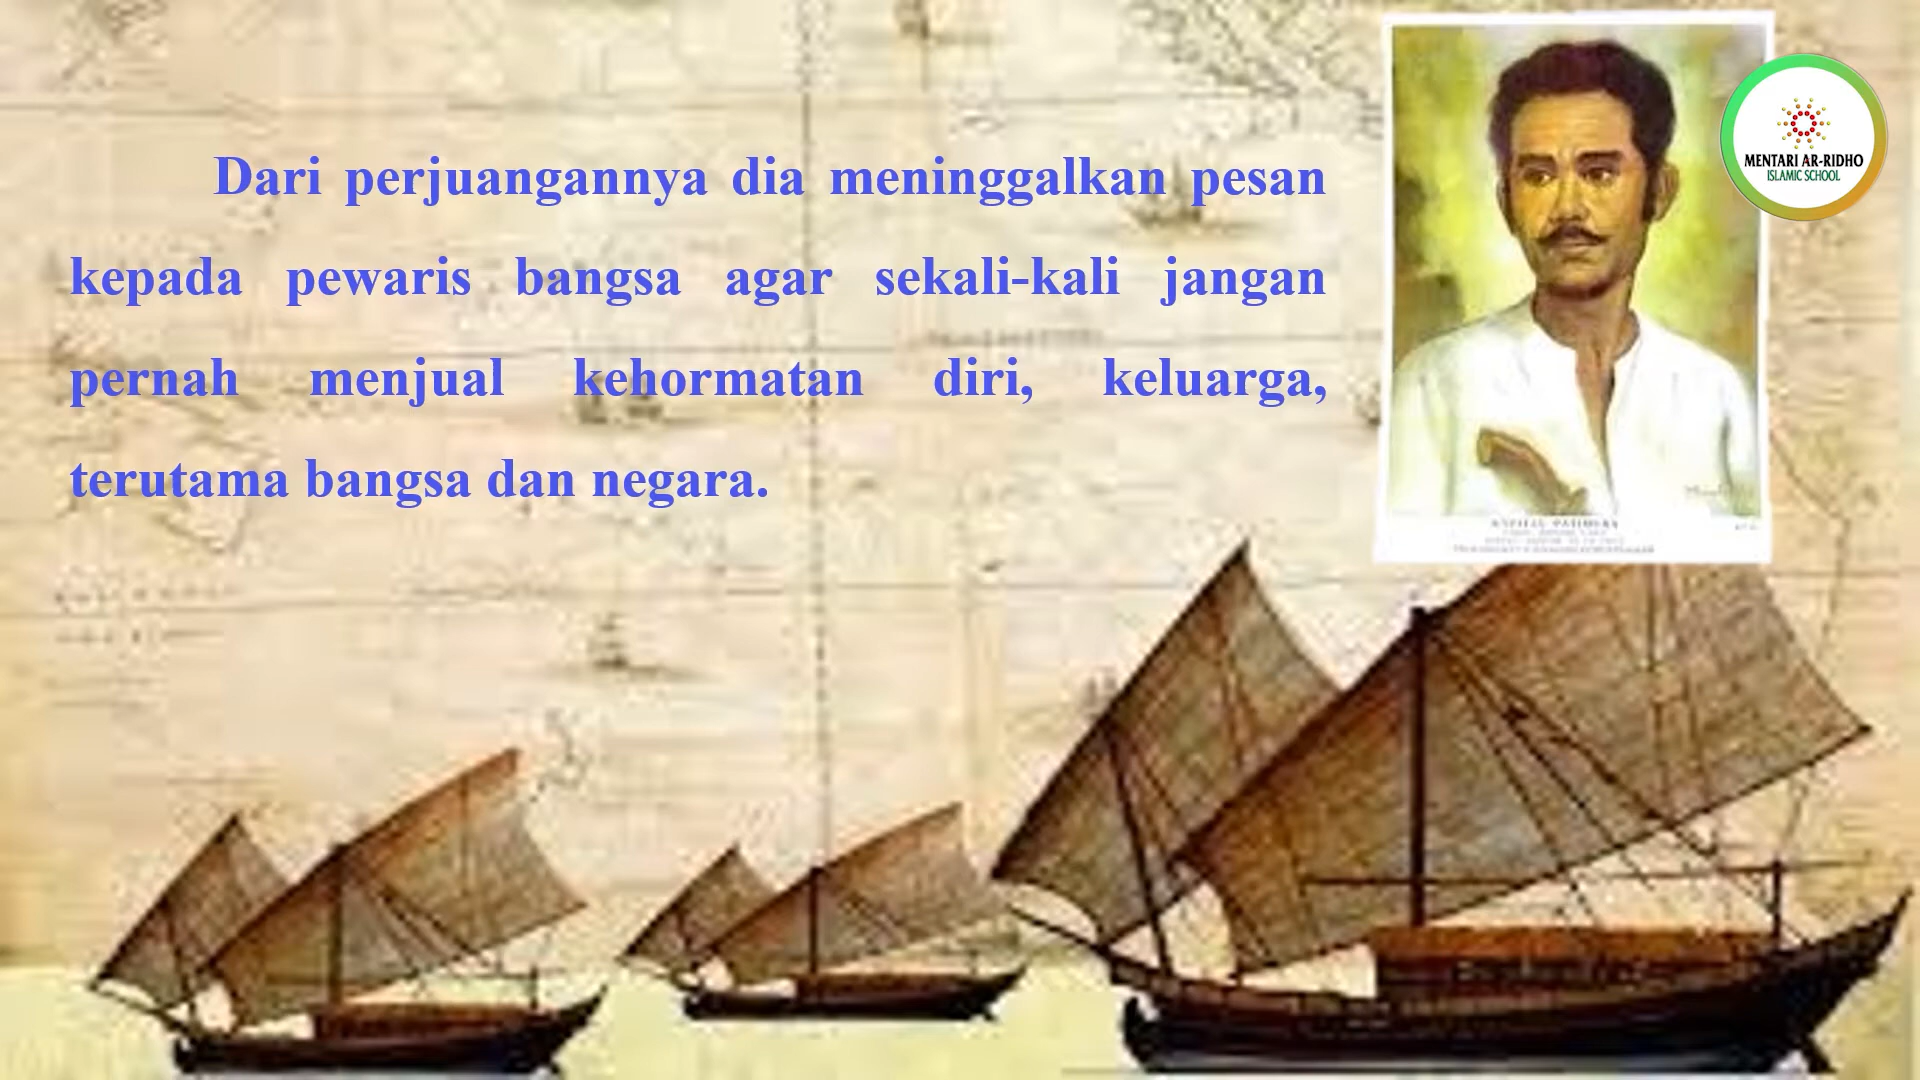 Dari perjuangannya dia meninggalkan pesan
kepada pewaris bangsa agar sekali-kali jangan
pernah menjual kehormatan diri, keluarga,
terutama bangsa dan negara.
MENTARI AR-RIDHO
ISLAMIC SCHOOL